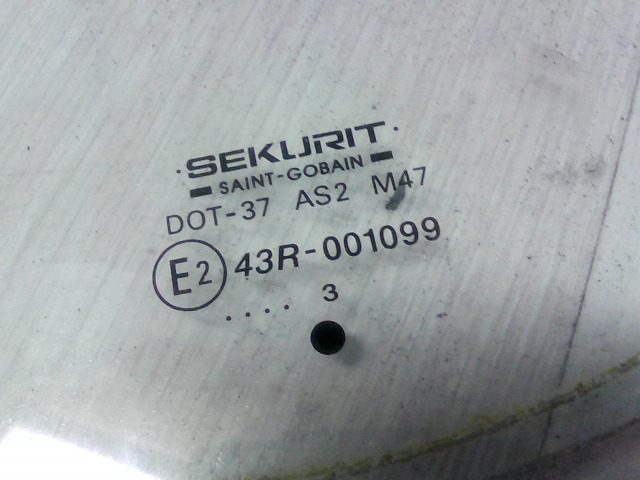 SEKURIT
SAINT-GOBAIN
DOT-37 AS2 M47
E2 43R-001099
.... 3